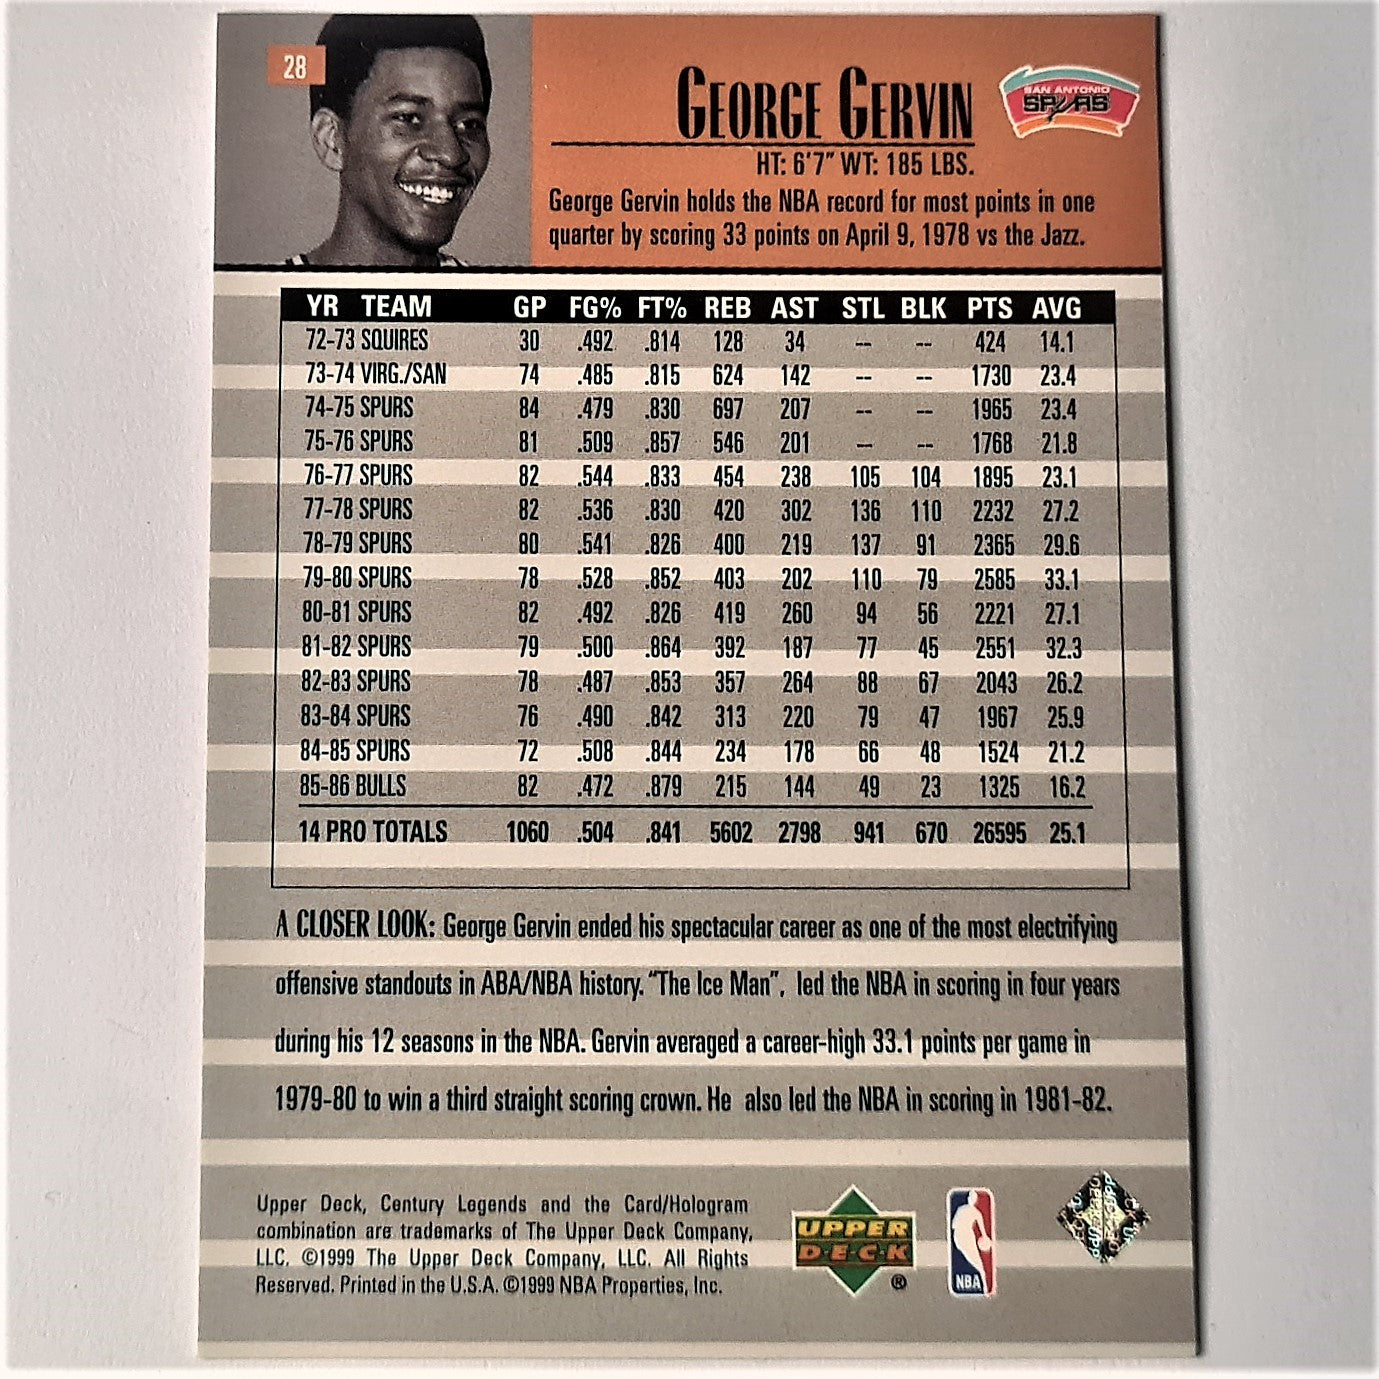 28
GEORGE GERVIN
SAN ANTONIO
SPURS
HT: 6'7" WT: 185 LBS.
George Gervin holds the NBA record for most points in one
quarter by scoring 33 points on April 9, 1978 vs the Jazz.
YR TEAM GP FG% FT% REB AST STL BLK PTS AVG
72-73 SQUIRES 30 .492 .814 128 34 -- -- 424 14.1
73-74 VIRG./SAN 74 .485 .815 624 142 -- -- 1730 23.4
74-75 SPURS 84 .479 .830 697 207 -- -- 1965 23.4
75-76 SPURS 81 .509 .857 546 201 -- -- 1768 21.8
76-77 SPURS 82 .544 .833 454 238 105 104 1895 23.1
77-78 SPURS 82 .536 .830 420 302 136 110 2232 27.2
78-79 SPURS 80 .541 .826 400 219 137 91 2365 29.6
79-80 SPURS 78 .528 .852 403 202 110 79 2585 33.1
80-81 SPURS 82 .492 .826 419 260 94 56 2221 27.1
81-82 SPURS 79 .500 .864 392 187 77 45 2551 32.3
82-83 SPURS 78 .487 .853 357 264 88 67 2043 26.2
83-84 SPURS 76 .490 .842 313 220 79 47 1967 25.9
84-85 SPURS 72 .508 .844 234 178 66 48 1524 21.2
85-86 BULLS 82 .472 .879 215 144 49 23 1325 16.2
14 PRO TOTALS 1060 .504 .841 5602 2798 941 670 26595 25.1
A CLOSER LOOK: George Gervin ended his spectacular career as one of the most electrifying
offensive standouts in ABA/NBA history. "The Ice Man", led the NBA in scoring in four years
during his 12 seasons in the NBA. Gervin averaged a career-high 33.1 points per game in
1979-80 to win a third straight scoring crown. He also led the NBA in scoring in 1981-82.
Upper Deck, Century Legends and the Card/Hologram
combination are trademarks of The Upper Deck Company,
LLC. ©1999 The Upper Deck Company, LLC. All Rights
Reserved. Printed in the U.S.A. ©1999 NBA Properties, Inc.
UPPER
DECK
®
NBA